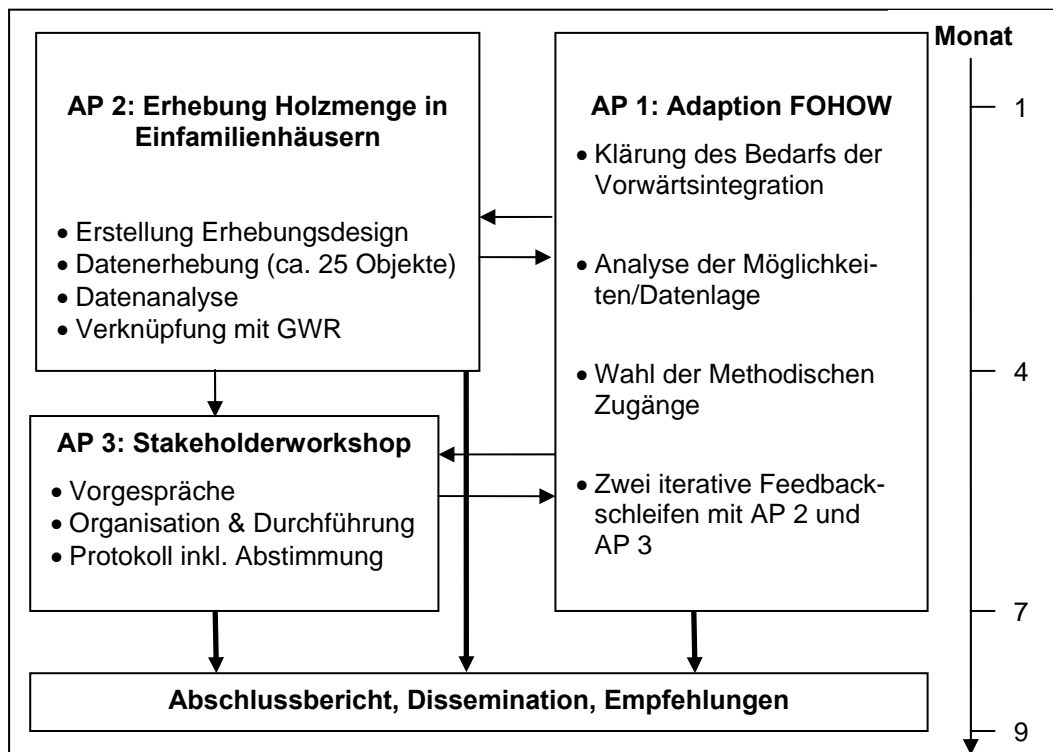 AP 2: Erhebung Holzmenge in
Einfamilienhäusern
• Erstellung Erhebungsdesign
• Datenerhebung (ca. 25 Objekte)
• Datenanalyse
• Verknüpfung mit GWR
AP 1: Adaption FOHOW
• Klärung des Bedarfs der
Vorwärtsintegration
• Analyse der Möglichkei-
ten/Datenlage
• Wahl der Methodischen
Zugänge
• Zwei iterative Feedback-
schleifen mit AP 2 und
AP 3
AP 3: Stakeholderworkshop
• Vorgespräche
• Organisation & Durchführung
• Protokoll inkl. Abstimmung
Abschlussbericht, Dissemination, Empfehlungen
Monat
1
4
7
9